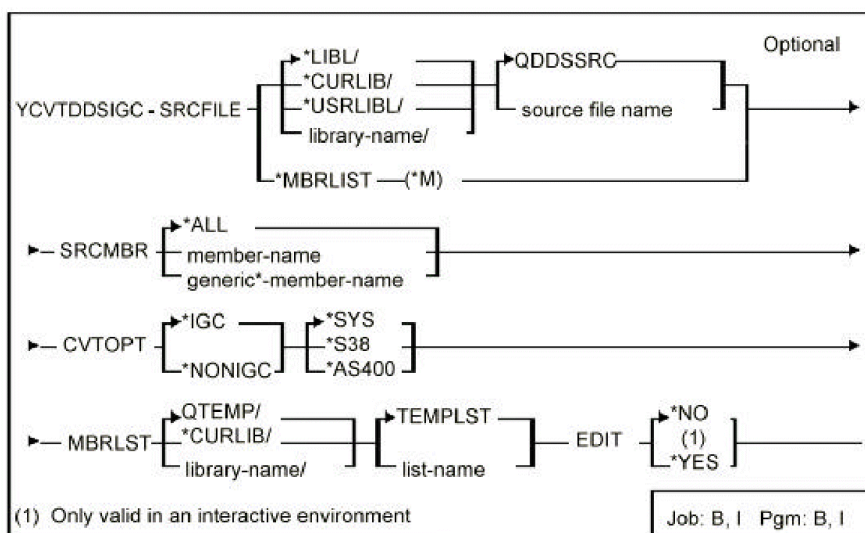 Optional
YCVTDDSIGC - SRCFILE
*LIBL/
*CURLIB/
*USRLIBL/
library-name/
QDDSSRC
source file name
*MBRLIST (*M)
SRCMBR
*ALL
member-name
generic*-member-name
CVTOPT
*IGC
*NONIGC
*SYS
*S38
*AS400
MBRLST
QTEMP/
*CURLIB/
library-name/
TEMPLST
list-name
EDIT
*NO
(1)
*YES
(1) Only valid in an interactive environment
Job: B, I Pgm: B, I